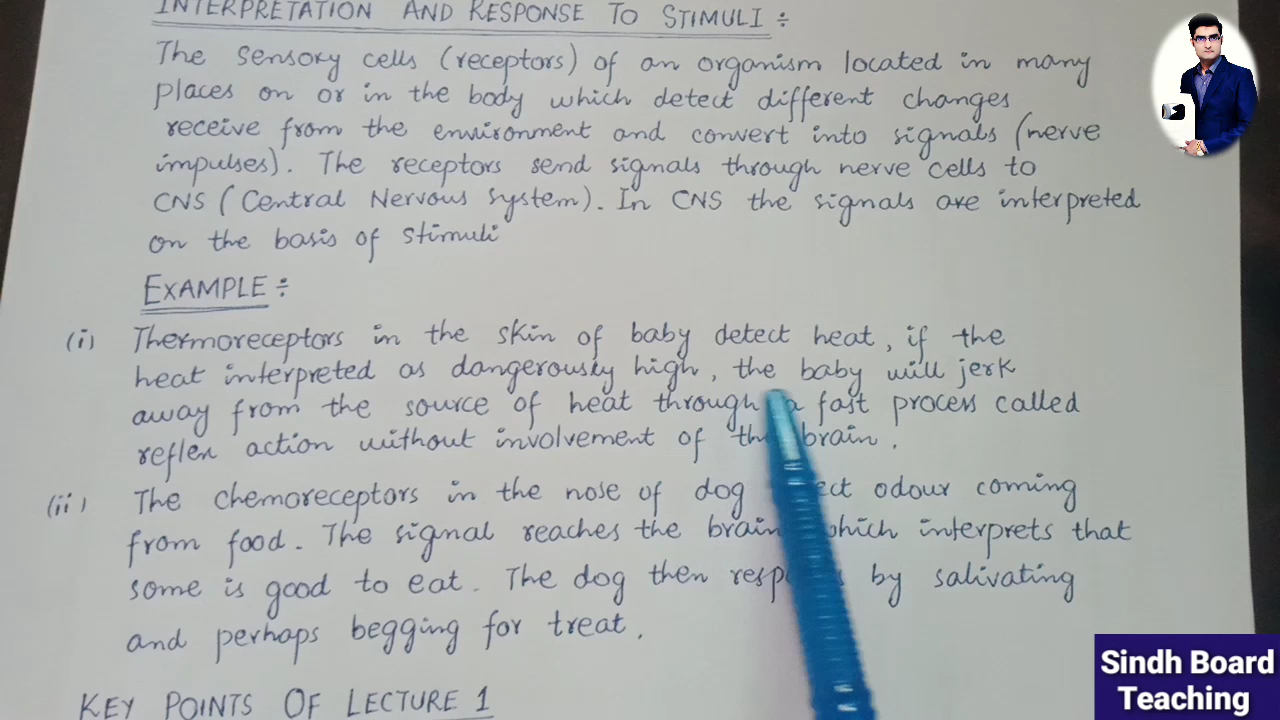 INTERPRETATION AND RESPONSE TO STIMULI :
The sensory cells (receptors) of an organism located in many
places on or in the body which detect different changes
receive from the environment and convert into signals (nerve
impulses). The receptors send signals through nerve cells to
CNS (Central Nervous System). In CNS the signals are interpreted
on the basis of stimuli
EXAMPLE :
(i) Thermoreceptors in the skin of baby detect heat, if the
heat interpreted as dangerously high, the baby will jerk
away from the source of heat through a fast process called
reflex action without involvement of the brain.
(ii) The chemoreceptors in the nose of dog odour coming
from food. The signal reaches the brain which interprets that
some is good to eat. The dog then by salivating
and perhaps begging for treat.
KEY POINTS OF LECTURE 1
Sindh Board
Teaching